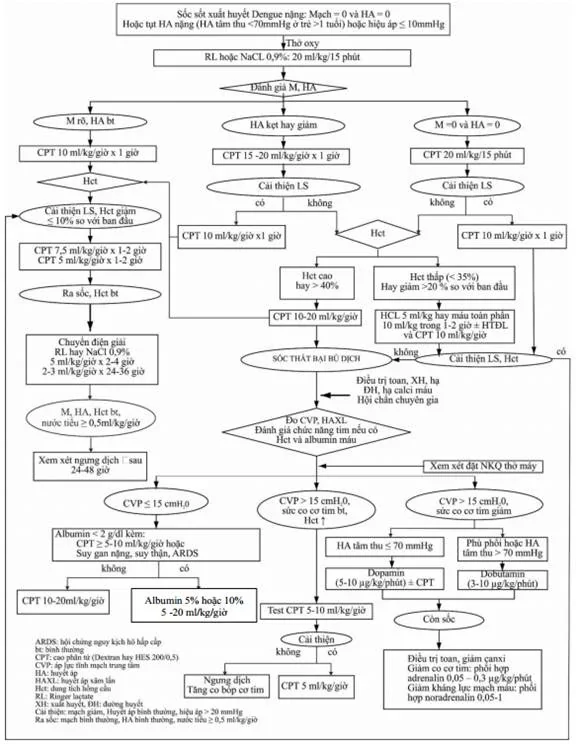 Sốc sốt xuất huyết Dengue nặng: Mạch = 0 và HA = 0
Hoặc tụt HA nặng (HA tâm thu <70mmHg ở trẻ >1 tuổi) hoặc hiệu áp ≤ 10mmHg
Thở oxy
RL hoặc NaCL 0,9%: 20 ml/kg/15 phút
Đánh giá M, HA
M rõ, HA bt
HA kẹt hay giảm
M =0 và HA = 0
CPT 10 ml/kg/giờ x 1 giờ
CPT 15 -20 ml/kg/giờ x 1 giờ
CPT 20 ml/kg/15 phút
Hct
Cải thiện LS
Cải thiện LS
có
không
không
có
Cải thiện LS, Hct giảm
≤ 10% so với ban đầu
CPT 10 ml/kg/giờ x1 giờ
Hct
CPT 10 ml/kg/giờ x 1 giờ
CPT 7,5 ml/kg/giờ x 1-2 giờ
CPT 5 ml/kg/giờ x 1-2 giờ
Hct cao
hay > 40%
Hct thấp (< 35%)
Hay giảm >20 % so với ban đầu
Ra sốc, Hct bt
CPT 10-20 ml/kg/giờ
HCL 5 ml/kg hay máu toàn phần
10 ml/kg trong 1-2 giờ ± HTĐL
và CPT 10 ml/kg/giờ
Chuyển điện giải
RL hay NaCl 0,9%
5 ml/kg/giờ x 2-4 giờ
2-3 ml/kg/giờ x 24-36 giờ
SỐC THẤT BẠI BÙ DỊCH
không
Cải thiện LS, Hct
có
Điều trị toan, XH, hạ
ĐH, hạ calci máu
Hội chẩn chuyên gia
M, HA, Hct bt,
nước tiểu ≥ 0,5ml/kg/giờ
Đo CVP, HAXL
Đánh giá chức năng tim nếu có
Hct và albumin máu
Xem xét ngưng dịch sau
24-48 giờ
Xem xét đặt NKQ thở máy
CVP ≤ 15 cmH₂0
CVP > 15 cmH₂0,
sức co cơ tim bt,
Hct ↑
CVP > 15 cmH₂0,
sức co cơ tim giảm
Albumin < 2 g/dl kèm:
CPT ≥ 5-10 ml/kg/giờ hoặc
Suy gan nặng, suy thận, ARDS
HA tâm thu ≤ 70 mmHg
Phù phổi hoặc HA
tâm thu > 70 mmHg
không
có
Dopamin
(5-10 µg/kg/phút) ± CPT
Dobutamin
(3-10 µg/kg/phút)
CPT 10-20ml/kg/giờ
Albumin 5% hoặc 10%
5 -20 ml/kg/giờ
Test CPT 5-10 ml/kg/giờ
Còn sốc
Cải thiện
không
có
Ngưng dịch
Tăng co bóp cơ tim
CPT 5 ml/kg/giờ
Điều trị toan, giảm canxi
Giảm co cơ tim: phối hợp
adrenalin 0,05 – 0,3 µg/kg/phút
Giảm kháng lực mạch máu: phối
hợp noradrenalin 0,05-1
ARDS: hội chứng nguy kịch hô hấp cấp
bt: bình thường
CPT: cao phân tử (Dextran hay HES 200/0,5)
CVP: áp lực tĩnh mạch trung tâm
HA: huyết áp
HAXL: huyết áp xâm lấn
Hct: dung tích hồng cầu
RL: Ringer lactate
XH: xuất huyết, ĐH: đường huyết
Cải thiện: mạch giảm, Huyết áp bình thường, hiệu áp > 20 mmHg
Ra sốc: mạch bình thường, HA bình thường, nước tiểu ≥ 0,5 ml/kg/giờ